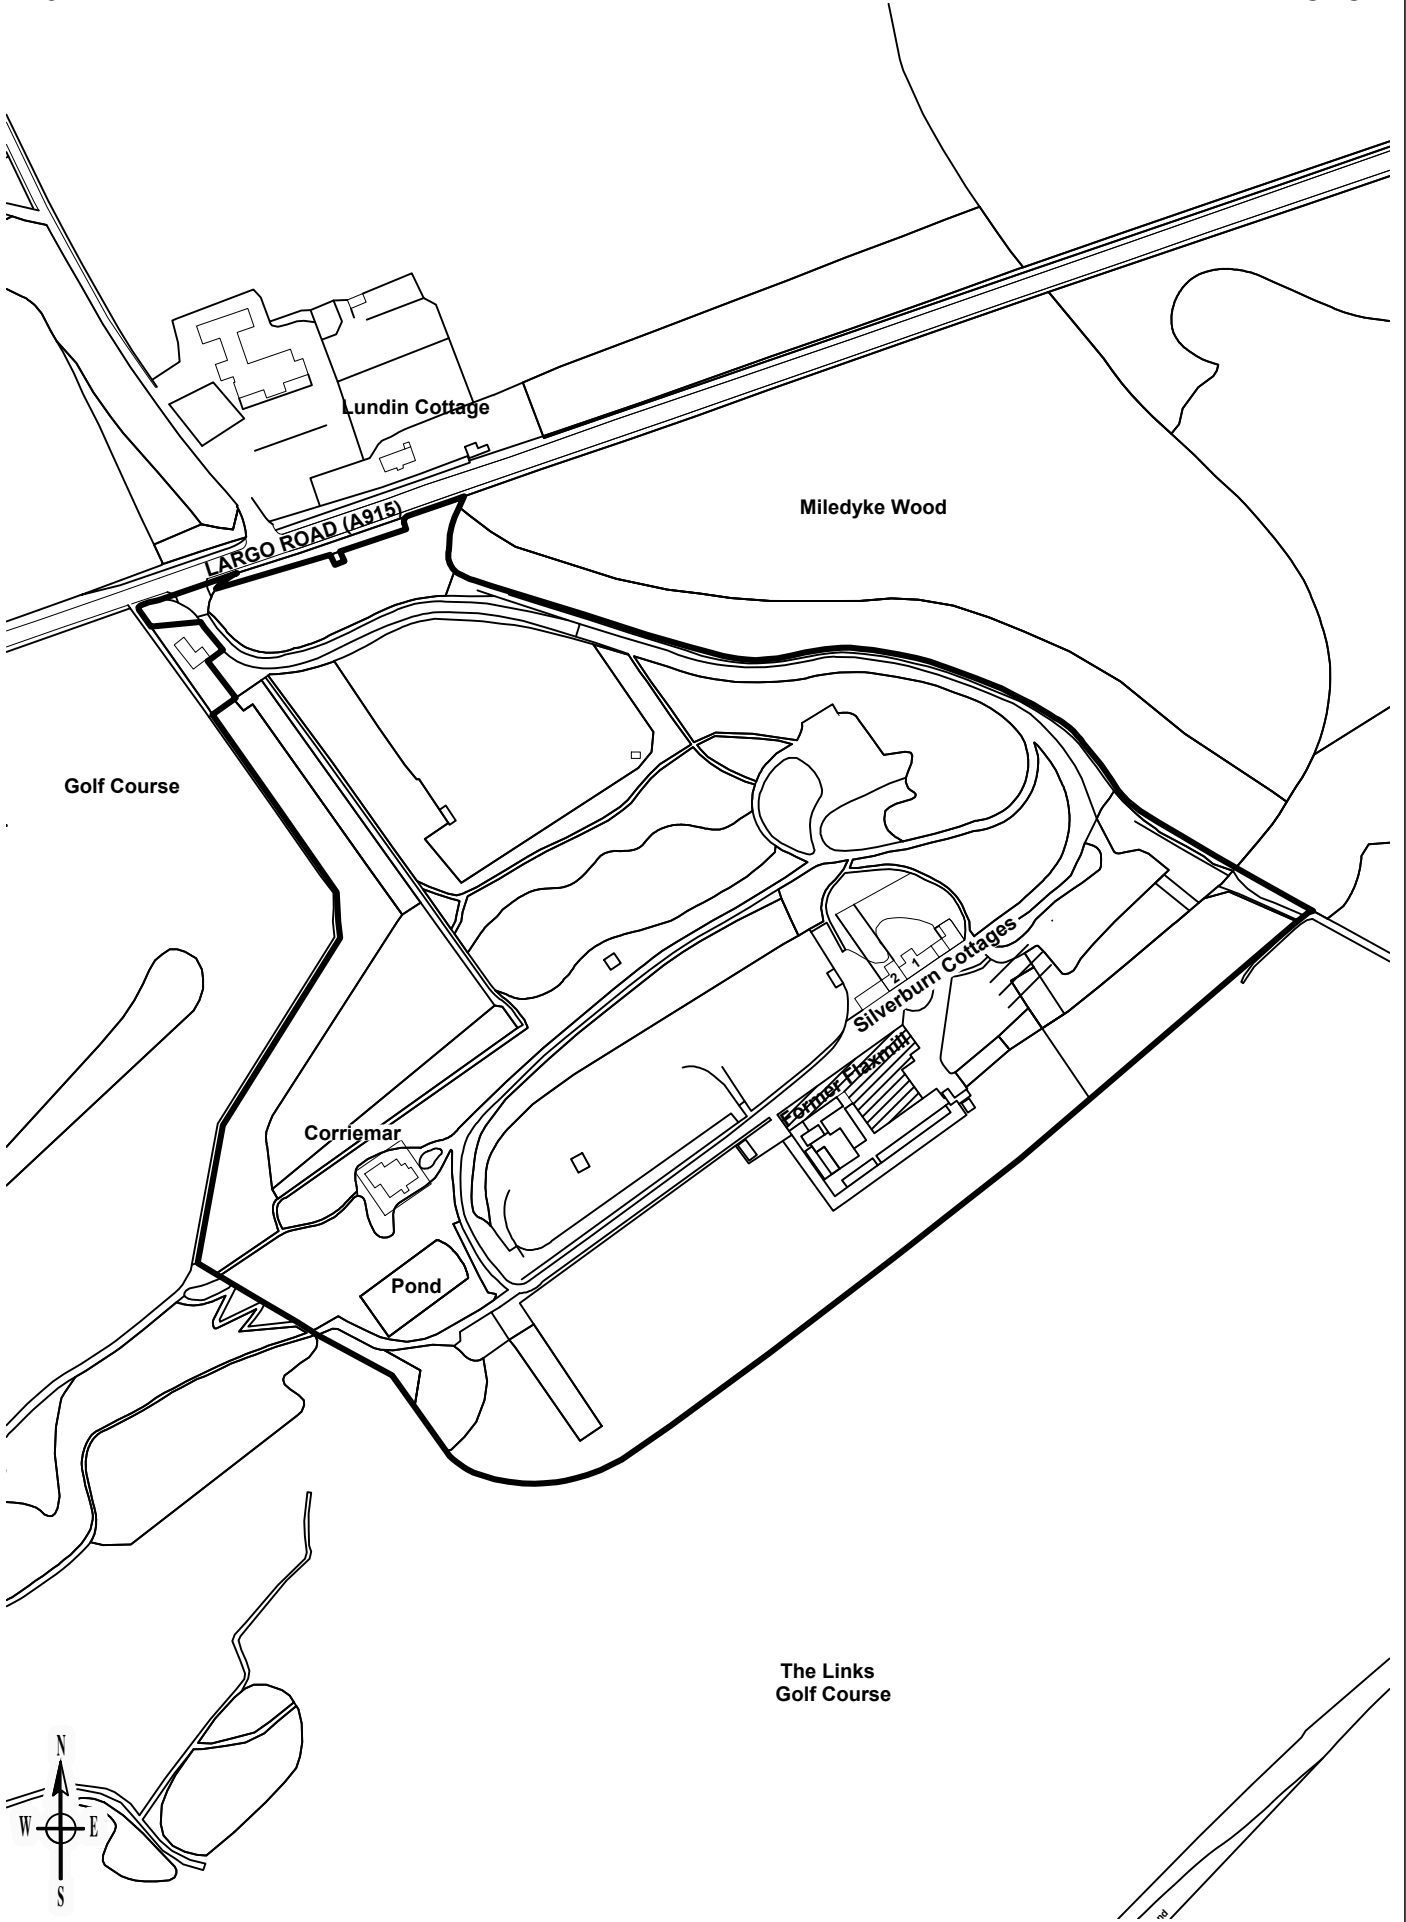 Lundin Cottage
Miledyke Wood
LARGO ROAD (A915)
Golf Course
Silverburn Cottages
1
2
Former Flaxmill
Corriemar
Pond
The Links
Golf Course
N
W E
S